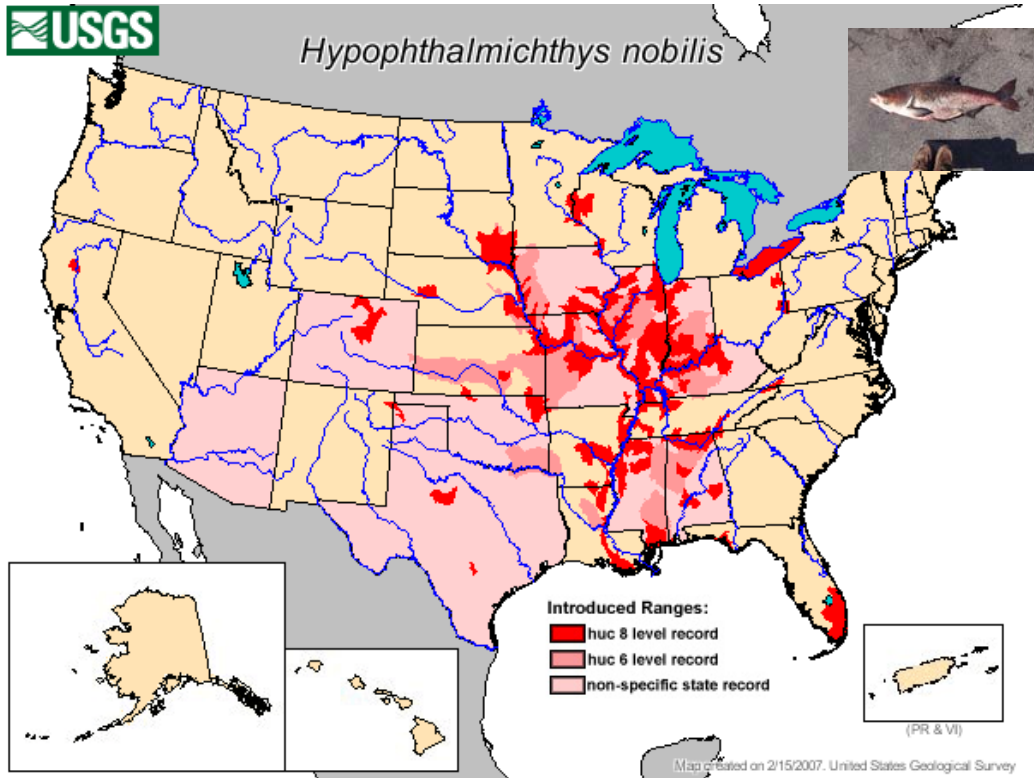 USGS
Hypophthalmichthys nobilis
Introduced Ranges:
huc 8 level record
huc 6 level record
non-specific state record
(PR & VI)
Map created on 2/15/2007. United States Geological Survey